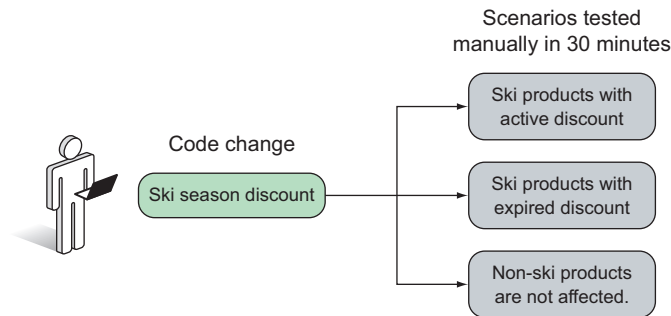 Scenarios tested
manually in 30 minutes
Code change
Ski season discount
Ski products with
active discount
Ski products with
expired discount
Non-ski products
are not affected.